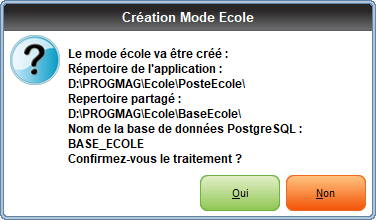 Création Mode Ecole
Le mode école va être créé :
Répertoire de l'application :
D:\PROGMAG\Ecole\PosteEcole\
Repertoire partagé :
D:\PROGMAG\Ecole\BaseEcole\
Nom de la base de données PostgreSQL :
BASE_ECOLE
Confirmez-vous le traitement ?
Oui
Non